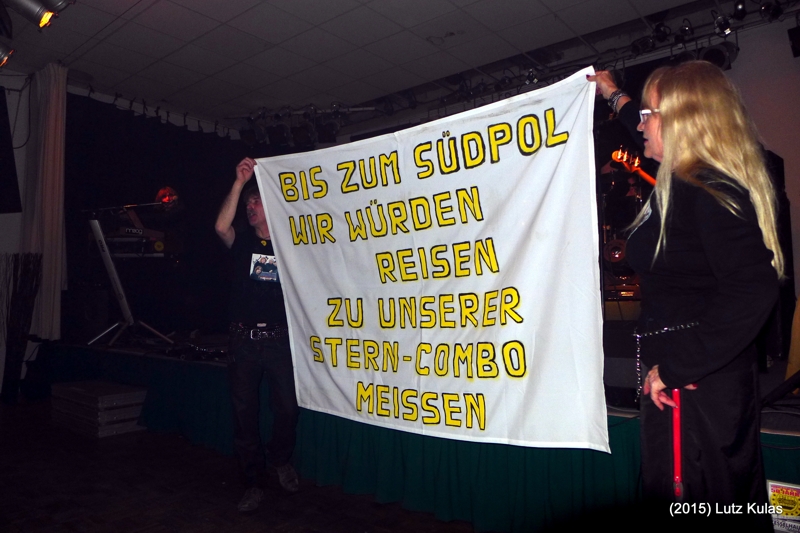 BIS ZUM SÜDPOL
WIR WÜRDEN
REISEN
ZU UNSERER
STERN-COMBO
MEISSEN
(2015) Lutz Kulas